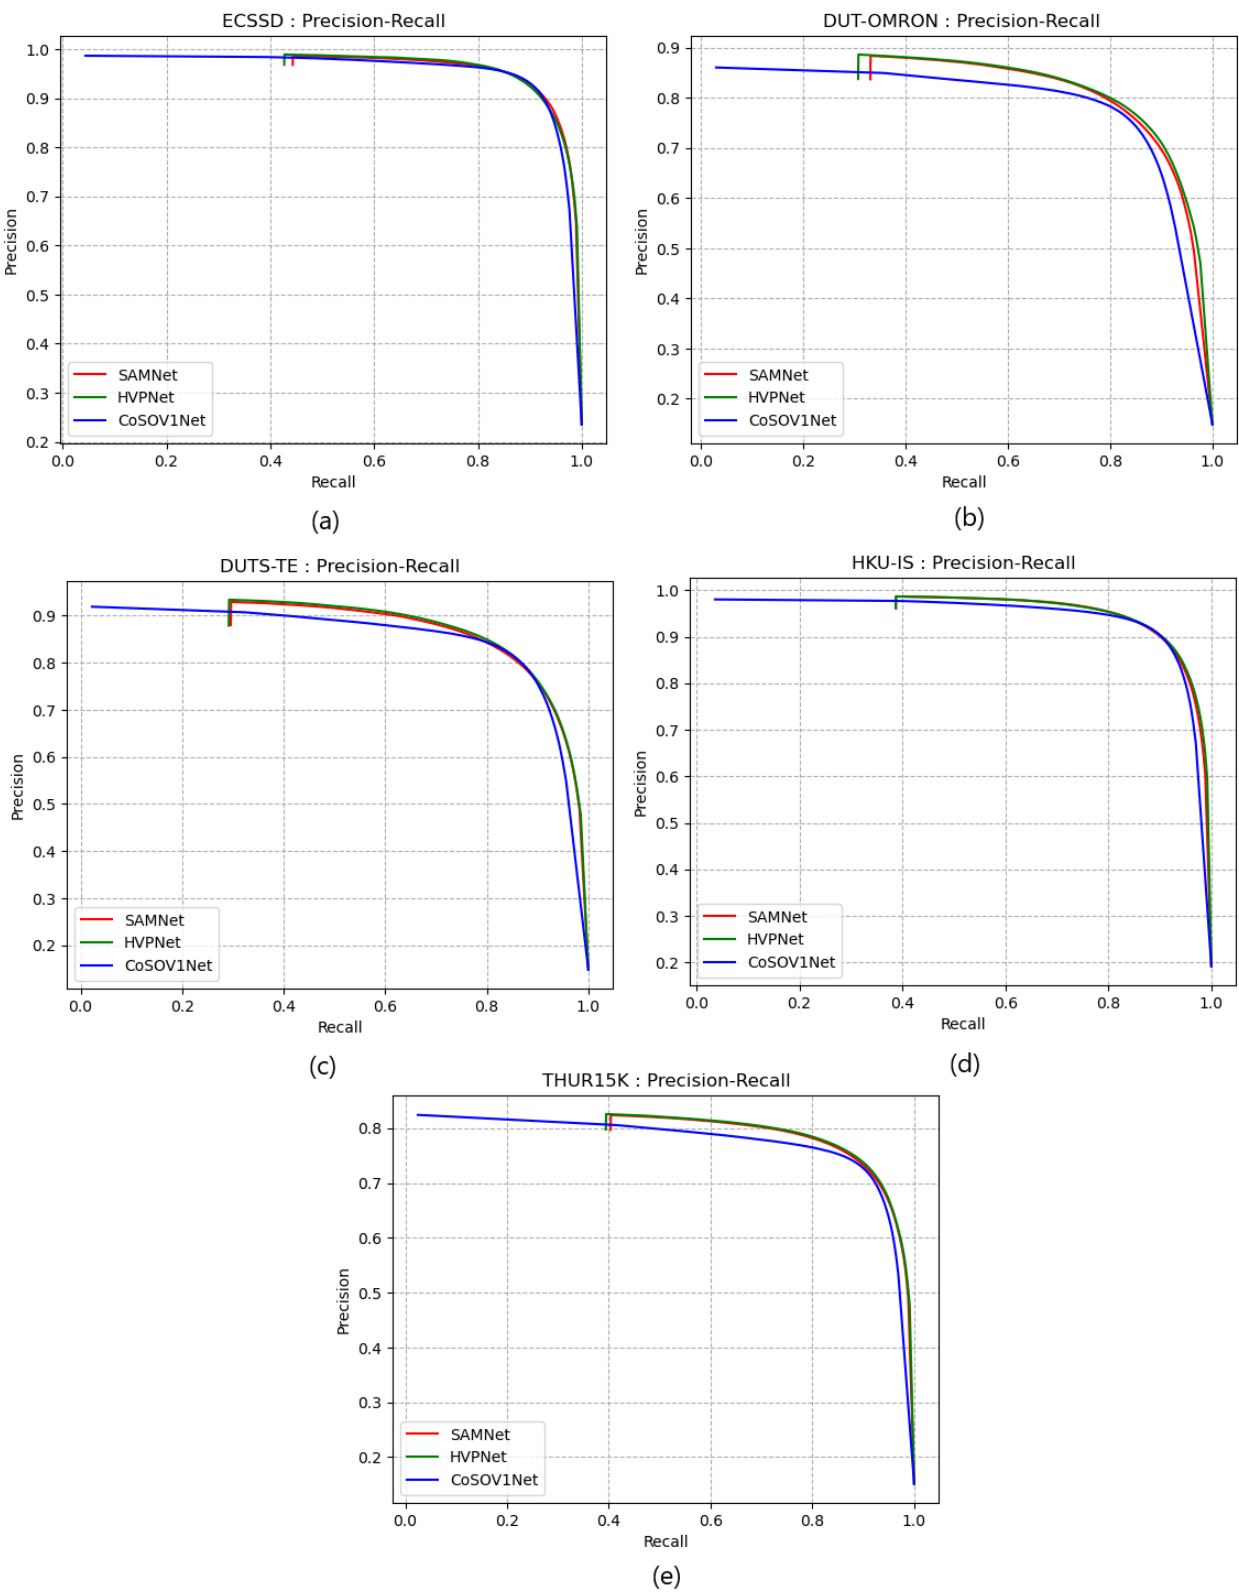 ECSSD : Precision-Recall
1.0
0.9
0.8
0.7
0.6
0.5
0.4
0.3
0.2
Precision
SAMNet
HVPNet
CoSOV1Net
0.0 0.2 0.4 0.6 0.8 1.0
Recall
(a)
DUT-OMRON : Precision-Recall
0.9
0.8
0.7
0.6
0.5
0.4
0.3
0.2
Precision
SAMNet
HVPNet
CoSOV1Net
0.0 0.2 0.4 0.6 0.8 1.0
Recall
(b)
DUTS-TE : Precision-Recall
0.9
0.8
0.7
0.6
0.5
0.4
0.3
0.2
Precision
SAMNet
HVPNet
CoSOV1Net
0.0 0.2 0.4 0.6 0.8 1.0
Recall
(c)
HKU-IS : Precision-Recall
1.0
0.9
0.8
0.7
0.6
0.5
0.4
0.3
0.2
Precision
SAMNet
HVPNet
CoSOV1Net
0.0 0.2 0.4 0.6 0.8 1.0
Recall
(d)
THUR15K : Precision-Recall
0.8
0.7
0.6
0.5
0.4
0.3
0.2
Precision
SAMNet
HVPNet
CoSOV1Net
0.0 0.2 0.4 0.6 0.8 1.0
Recall
(e)